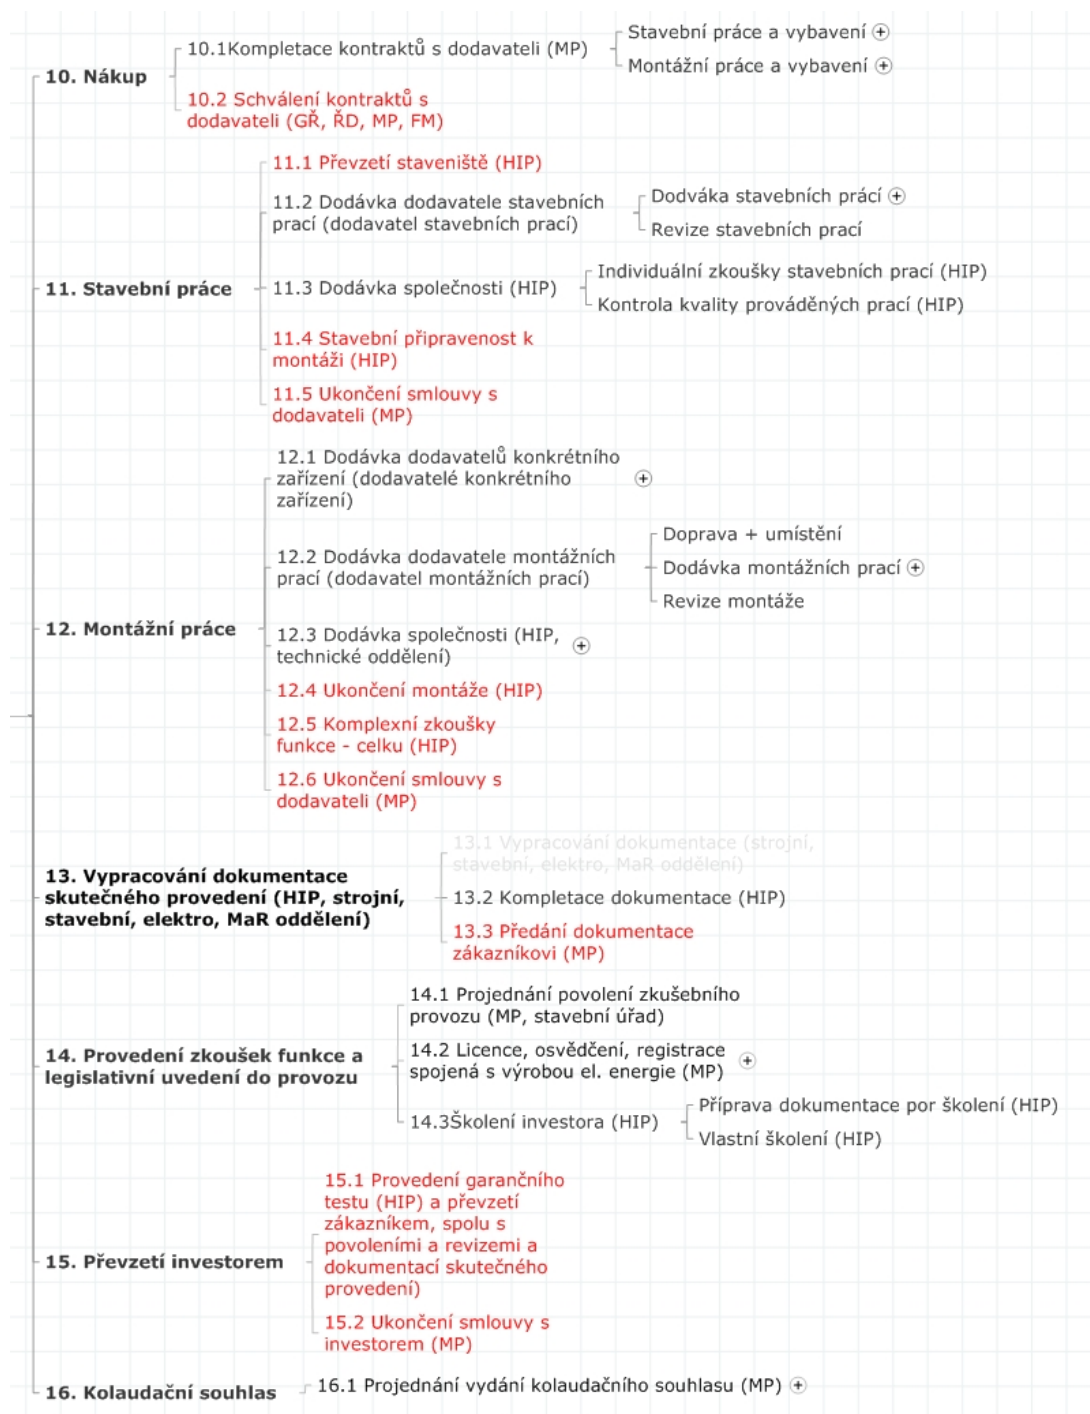 10. Nákup
10.1Kompletace kontraktů s dodavateli (MP)
Stavební práce a vybavení
Montážní práce a vybavení
10.2 Schválení kontraktů s
dodavateli (GŘ, ŘD, MP, FM)
11. Stavební práce
11.1 Převzetí staveniště (HIP)
11.2 Dodávka dodavatele stavebních
prací (dodavatel stavebních prací)
Dodváka stavebních prácí
Revize stavebních prací
11.3 Dodávka společnosti (HIP)
Individuální zkoušky stavebních prací (HIP)
Kontrola kvality prováděných prací (HIP)
11.4 Stavební připravenost k
montáži (HIP)
11.5 Ukončení smlouvy s
dodavateli (MP)
12. Montážní práce
12.1 Dodávka dodavatelů konkrétního
zařízení (dodavatelé konkrétního
zařízení)
12.2 Dodávka dodavatele montážních
prací (dodavatel montážních prací)
Doprava + umístění
Dodávka montážních prací
Revize montáže
12.3 Dodávka společnosti (HIP,
technické oddělení)
12.4 Ukončení montáže (HIP)
12.5 Komplexní zkoušky
funkce - celku (HIP)
12.6 Ukončení smlouvy s
dodavateli (MP)
13. Vypracování dokumentace
skutečného provedení (HIP, strojní,
stavební, elektro, MaR oddělení)
13.1 Vypracování dokumentace (strojní,
stavební, elektro, MaR oddělení)
13.2 Kompletace dokumentace (HIP)
13.3 Předání dokumentace
zákazníkovi (MP)
14. Provedení zkoušek funkce a
legislativní uvedení do provozu
14.1 Projednání povolení zkušebního
provozu (MP, stavební úřad)
14.2 Licence, osvědčení, registrace
spojená s výrobou el. energie (MP)
14.3Školení investora (HIP)
Příprava dokumentace por školení (HIP)
Vlastní školení (HIP)
15. Převzetí investorem
15.1 Provedení garančního
testu (HIP) a převzetí
zákazníkem, spolu s
povoleními a revizemi a
dokumentací skutečného
provedení)
15.2 Ukončení smlouvy s
investorem (MP)
16. Kolaudační souhlas
16.1 Projednání vydání kolaudačního souhlasu (MP)